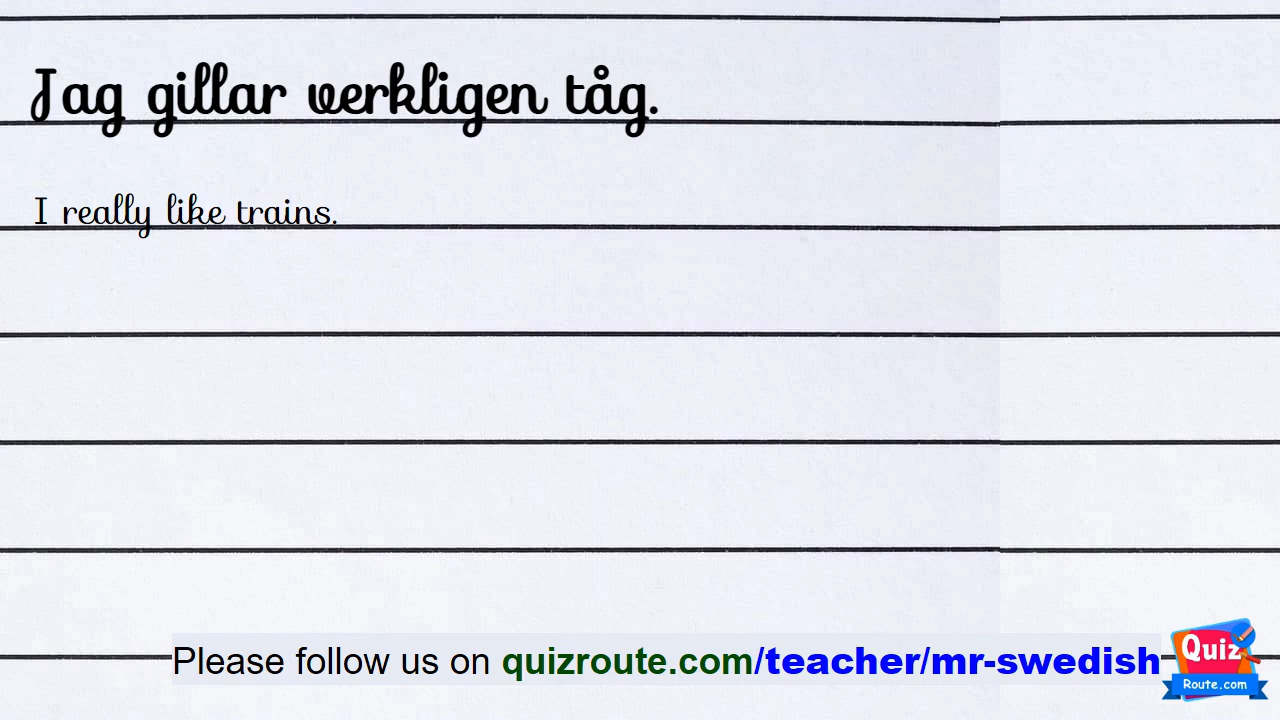 Jag gillar verkligen tåg.
I really like trains.
Please follow us on quizroute.com/teacher/mr-swedish
Quiz
Route.com